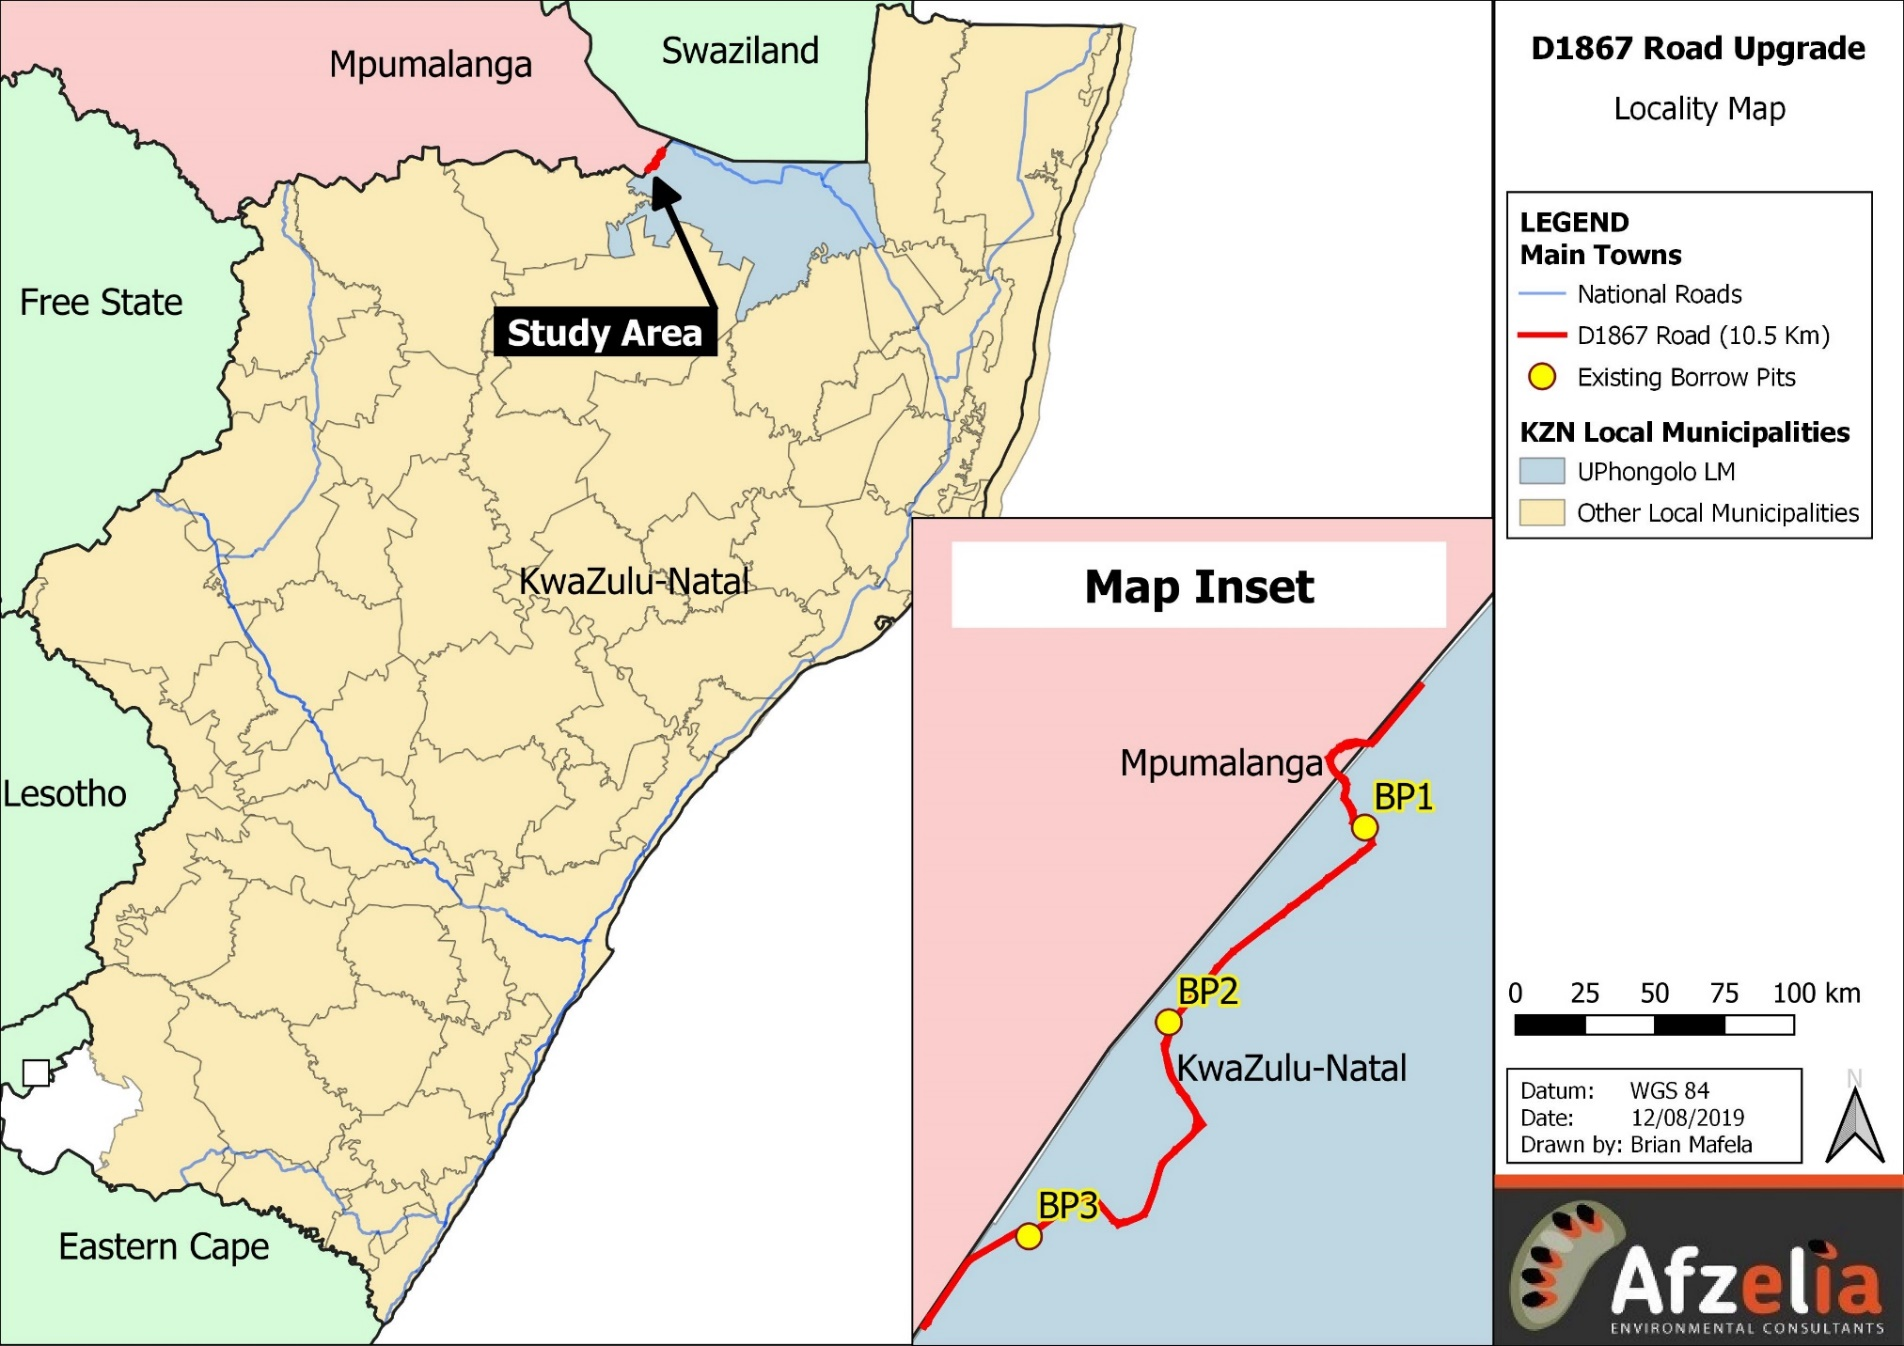 Mpumalanga
Swaziland
Free State
Study Area
KwaZulu-Natal
Lesotho
Eastern Cape
Map Inset
Mpumalanga
BP1
BP2
KwaZulu-Natal
BP3
D1867 Road Upgrade
Locality Map
LEGEND
Main Towns
National Roads
D1867 Road (10.5 Km)
Existing Borrow Pits
KZN Local Municipalities
UPhongolo LM
Other Local Municipalities
0 25 50 75 100 km
Datum: WGS 84
Date: 12/08/2019
Drawn by: Brian Mafela
N
Afzelia
ENVIRONMENTAL CONSULTANTS